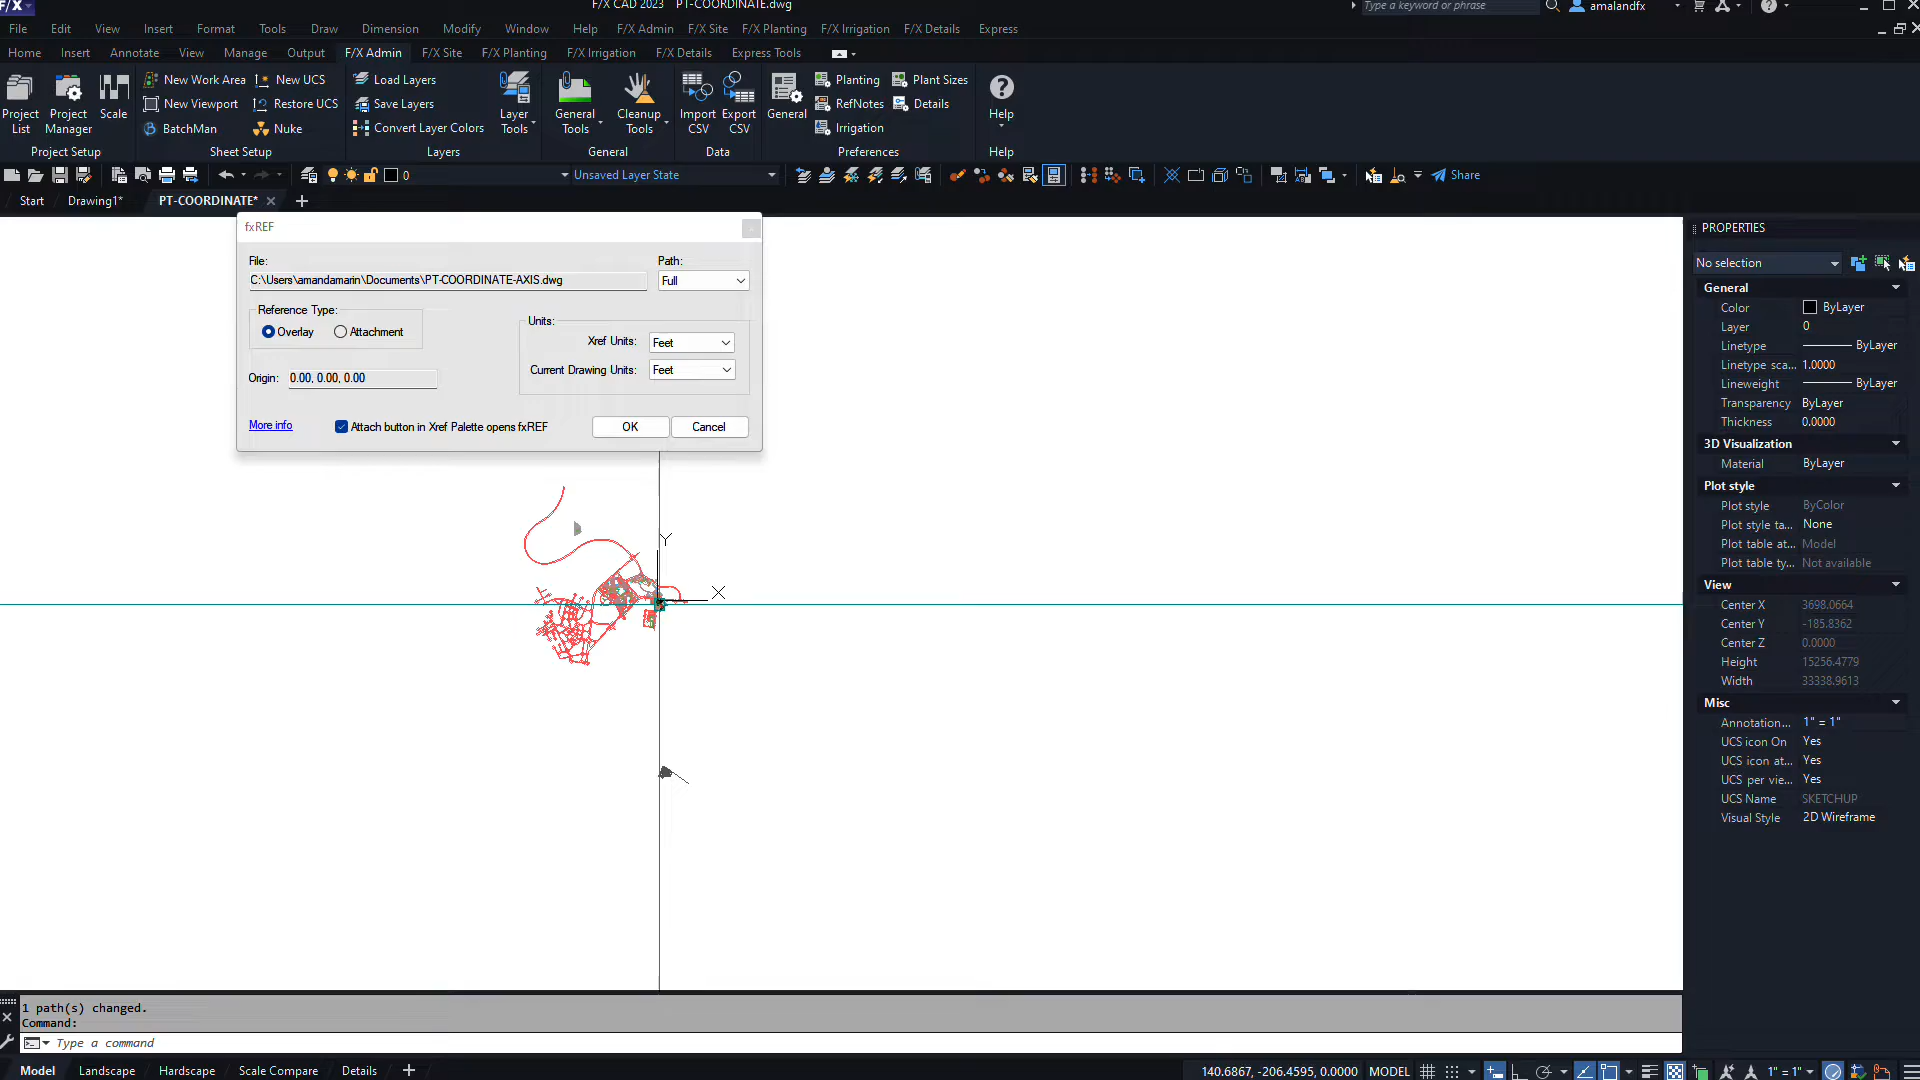 F/X
F/X CAD 2023 PT-COORDINATE.dwg
Type a keyword or phrase
amalandfx
File Edit View Insert Format Tools Draw Dimension Modify Window Help F/X Admin F/X Site F/X Planting F/X Irrigation F/X Details Express
Home Insert Annotate View Manage Output F/X Admin F/X Site F/X Planting F/X Irrigation F/X Details Express Tools
Project List
Project Manager
Scale
Project Setup
New Work Area
New UCS
New Viewport
Restore UCS
BatchMan
Nuke
Sheet Setup
Load Layers
Save Layers
Convert Layer Colors
Layer Tools
Layers
General Tools
Cleanup Tools
General
Import CSV
Export CSV
Data
General
Planting
Plant Sizes
RefNotes
Details
Irrigation
Preferences
Help
Help
0
Unsaved Layer State
Share
Start Drawing1* PT-COORDINATE*
fxREF
File:
C:\Users\amandamarin\Documents\PT-COORDINATE-AXIS.dwg
Path:
Full
Reference Type:
Overlay Attachment
Units:
Xref Units: Feet
Current Drawing Units: Feet
Origin: 0.00, 0.00, 0.00
More info
Attach button in Xref Palette opens fxREF
OK
Cancel
Y
X
PROPERTIES
No selection
General
Color ByLayer
Layer 0
Linetype ByLayer
Linetype sca... 1.0000
Lineweight ByLayer
Transparency ByLayer
Thickness 0.0000
3D Visualization
Material ByLayer
Plot style
Plot style ByColor
Plot style ta... None
Plot table at... Model
Plot table ty... Not available
View
Center X 3698.0664
Center Y -185.8362
Center Z 0.0000
Height 15256.4779
Width 33338.9613
Misc
Annotation... 1" = 1"
UCS icon On Yes
UCS icon at... Yes
UCS per vie... Yes
UCS Name SKETCHUP
Visual Style 2D Wireframe
1 path(s) changed.
Command:
Type a command
Model Landscape Hardscape Scale Compare Details
140.6867, -206.4595, 0.0000 MODEL
1" = 1"